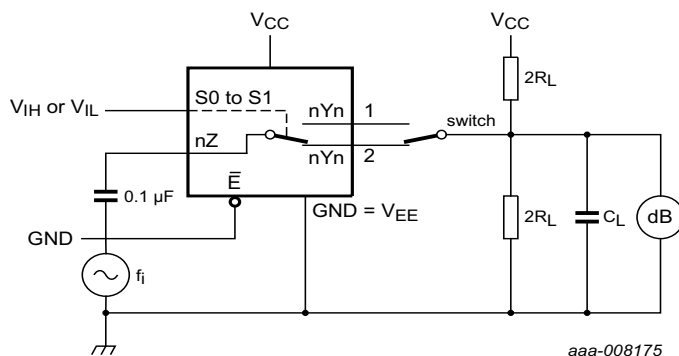 VCC
VCC
2RL
S0 to S1
VIH or VIL
nYn
1
switch
nZ
nYn
2
E̅
0.1 µF
GND = VEE
2RL
CL
dB
GND
fi
aaa-008175